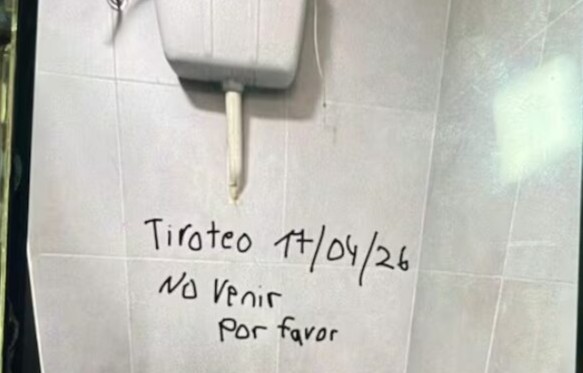 Tiroteo 17/04/26
No Venir
Por favor